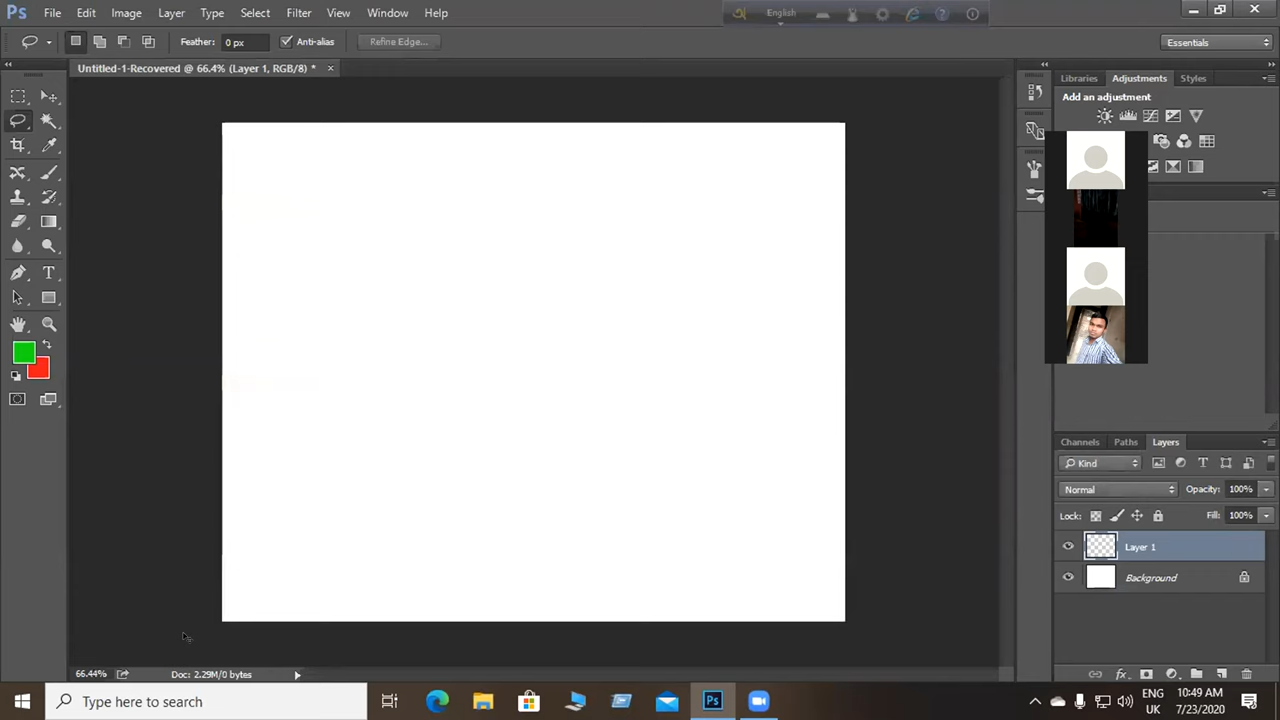 Ps File Edit Image Layer Type Select Filter View Window Help
English
Feather: 0 px Anti-alias Refine Edge... Essentials
Untitled-1-Recovered @ 66.4% (Layer 1, RGB/8) *
Libraries Adjustments Styles
Add an adjustment
Channels Paths Layers
Kind
Normal Opacity: 100%
Lock: Fill: 100%
Layer 1
Background
66.44% Doc: 2.29M/0 bytes
Type here to search
Ps
ENG 10:49 AM
UK 7/23/2020